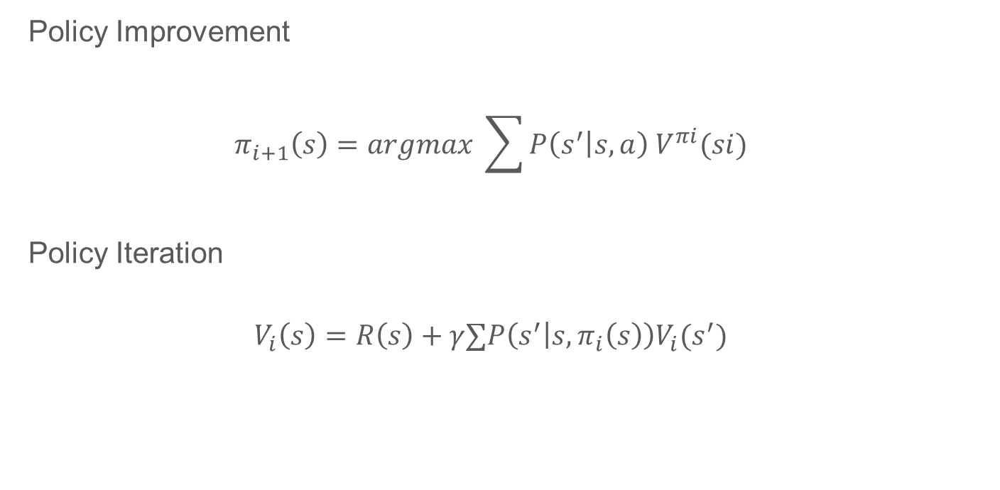 Policy Improvement
π_{i+1}(s) = argmax ∑ P(s′|s, a) V^{πi}(si)
Policy Iteration
V_i(s) = R(s) + γ∑P(s′|s, π_i(s))V_i(s′)